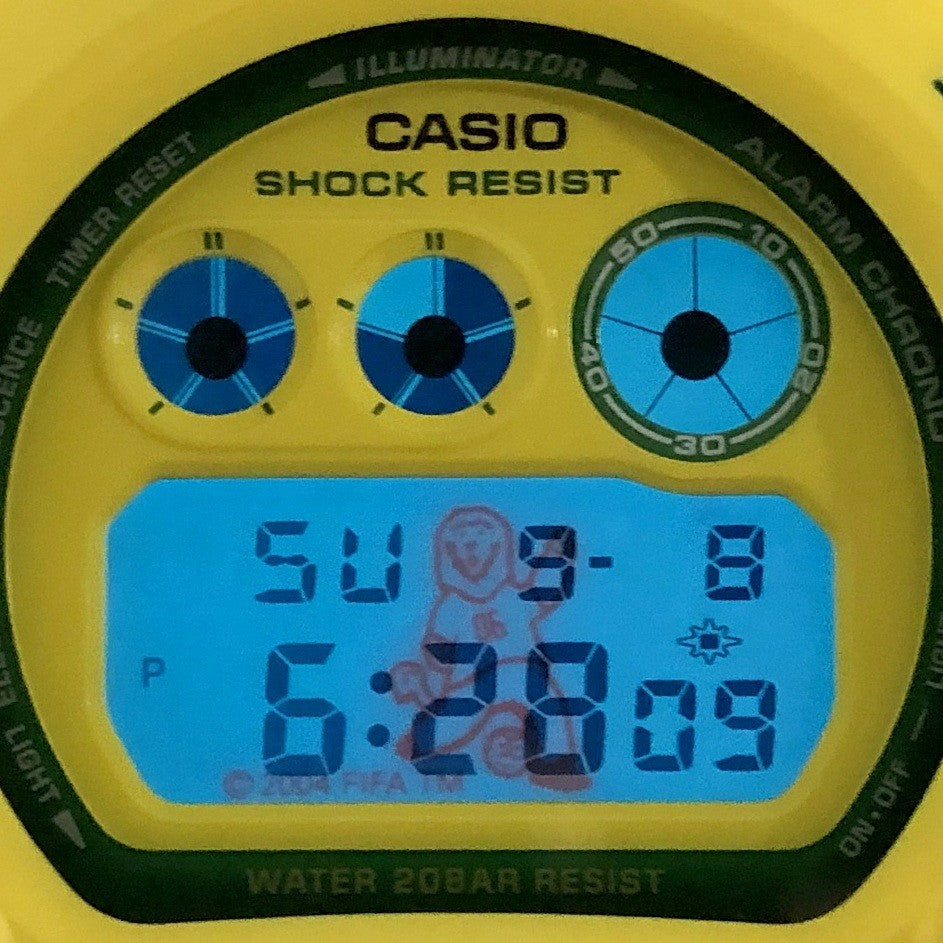 ILLUMINATOR
CASIO
SHOCK RESIST
TIMER RESET
ALARM CHRONO
50 10
40 20
30
SU 9- 8
P 6:28 09
© 2004 FIFA TM
LIGHT
ON·OFF
WATER 20BAR RESIST